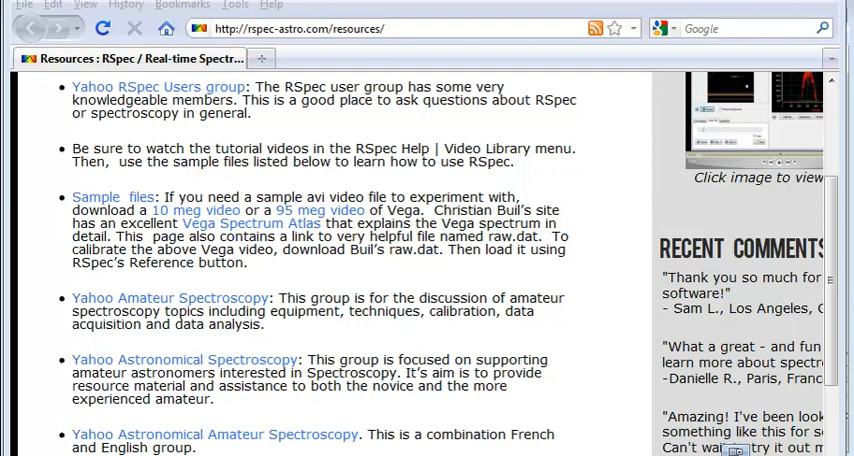 File Edit View History Bookmarks Tools Help
http://rspec-astro.com/resources/
Google
Resources : RSpec / Real-time Spectr...
Yahoo RSpec Users group: The RSpec user group has some very
knowledgeable members. This is a good place to ask questions about RSpec
or spectroscopy in general.
Be sure to watch the tutorial videos in the RSpec Help | Video Library menu.
Then, use the sample files listed below to learn how to use RSpec.
Sample files: If you need a sample avi video file to experiment with,
download a 10 meg video or a 95 meg video of Vega. Christian Buil's site
has an excellent Vega Spectrum Atlas that explains the Vega spectrum in
detail. This page also contains a link to very helpful file named raw.dat. To
calibrate the above Vega video, download Buil's raw.dat. Then load it using
RSpec's Reference button.
Yahoo Amateur Spectroscopy: This group is for the discussion of amateur
spectroscopy topics including equipment, techniques, calibration, data
acquisition and data analysis.
Yahoo Astronomical Spectroscopy: This group is focused on supporting
amateur astronomers interested in Spectroscopy. It's aim is to provide
resource material and assistance to both the novice and the more
experienced amateur.
Yahoo Astronomical Amateur Spectroscopy. This is a combination French
and English group.
Click image to view
RECENT COMMENTS
"Thank you so much for
software!"
- Sam L., Los Angeles, C
"What a great - and fun
learn more about spectr
-Danielle R., Paris, Franc
"Amazing! I've been look
something like this for s
Can't try it out m